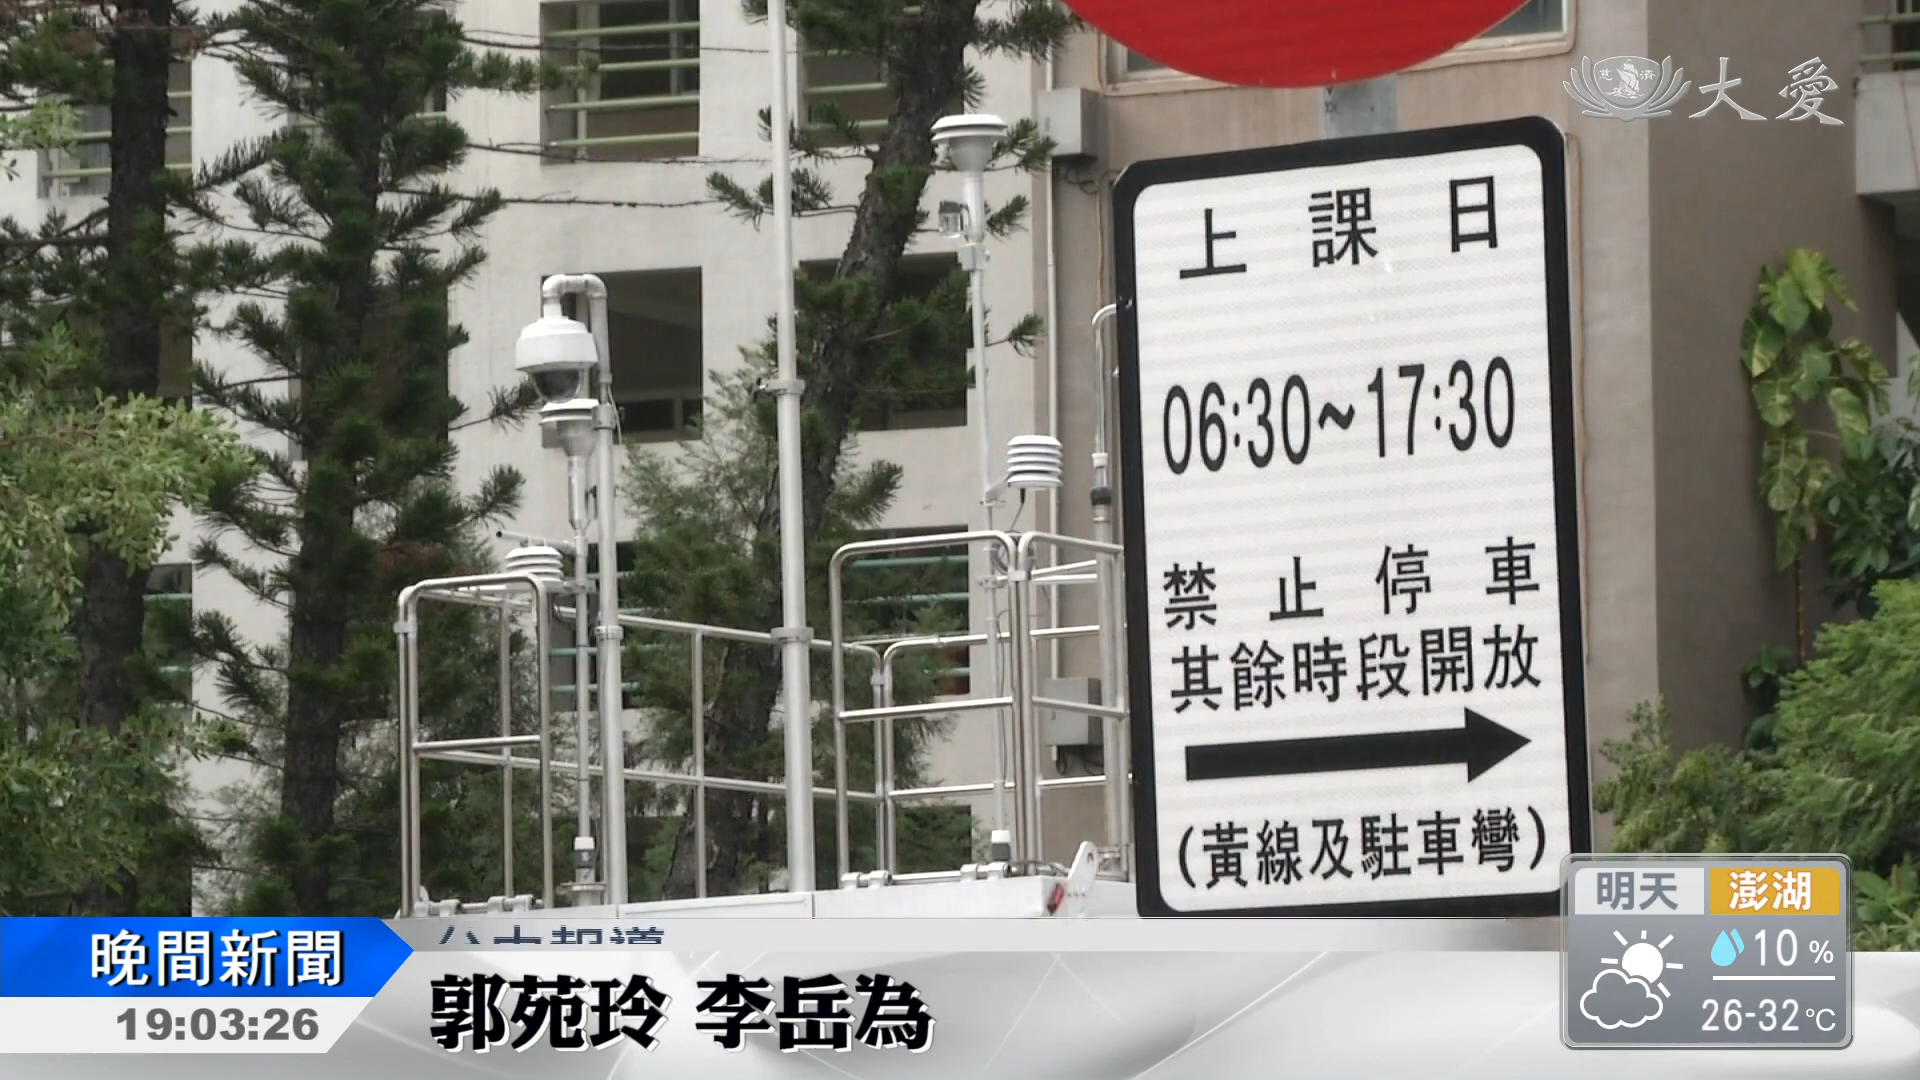 慈濟
大愛
上課日
06:30~17:30
禁止停車
其餘時段開放
(黃線及駐車彎)
晚間新聞
19:03:26
郭苑玲 李岳為
明天 澎湖
10 %
26-32°C